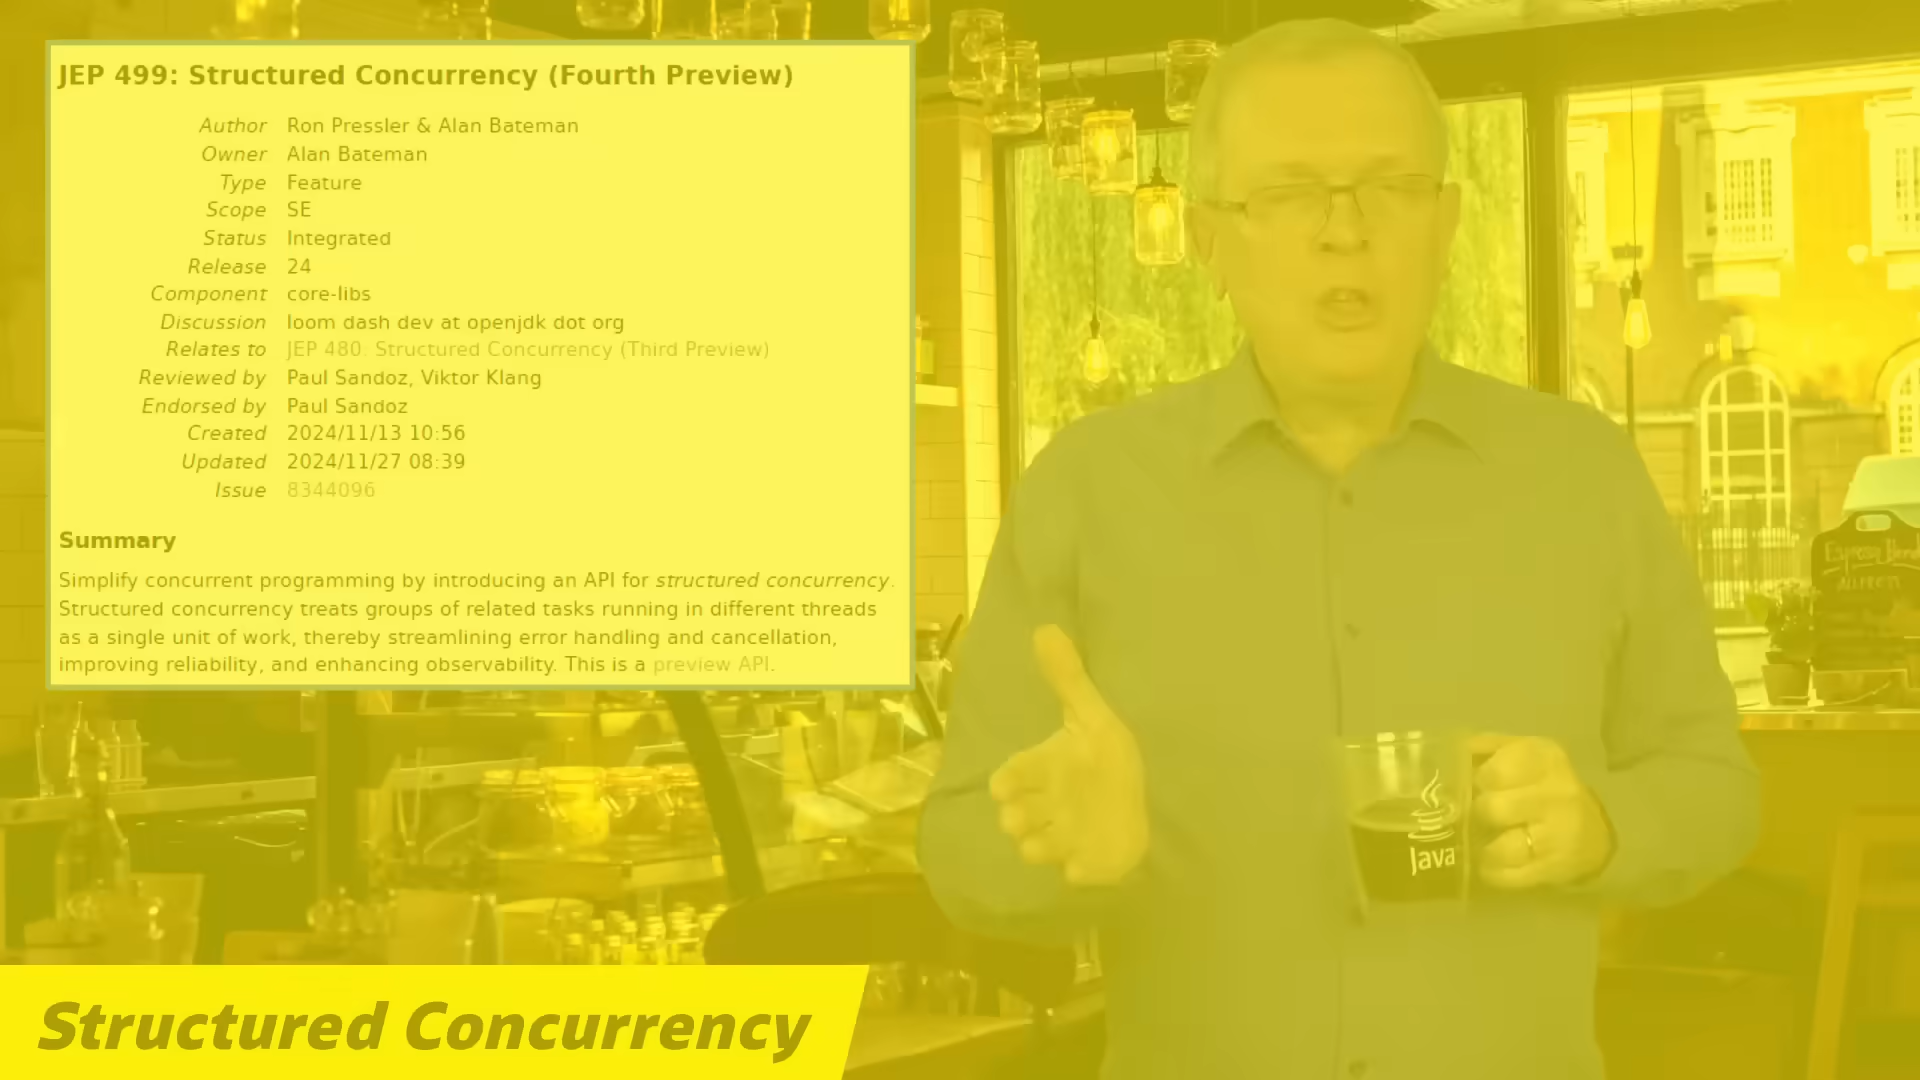 JEP 499: Structured Concurrency (Fourth Preview)
Author Ron Pressler & Alan Bateman
Owner Alan Bateman
Type Feature
Scope SE
Status Integrated
Release 24
Component core-libs
Discussion loom dash dev at openjdk dot org
Relates to JEP 480: Structured Concurrency (Third Preview)
Reviewed by Paul Sandoz, Viktor Klang
Endorsed by Paul Sandoz
Created 2024/11/13 10:56
Updated 2024/11/27 08:39
Issue 8344096
Summary
Simplify concurrent programming by introducing an API for structured concurrency.
Structured concurrency treats groups of related tasks running in different threads
as a single unit of work, thereby streamlining error handling and cancellation,
improving reliability, and enhancing observability. This is a preview API.
Java
Structured Concurrency